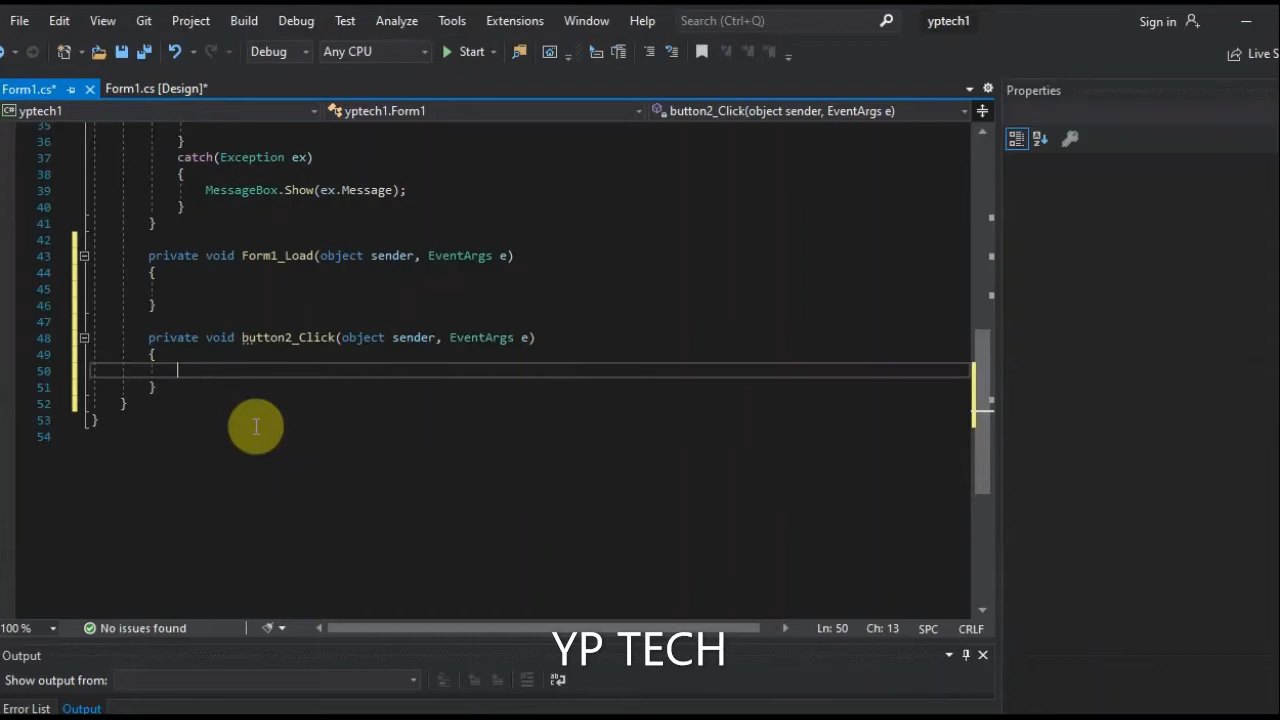 File Edit View Git Project Build Debug Test Analyze Tools Extensions Window Help Search (Ctrl+Q) yptech1 Sign in
Debug Any CPU Start Live S
Form1.cs* Form1.cs [Design]*
Properties
yptech1 yptech1.Form1 button2_Click(object sender, EventArgs e)
35
36 }
37 catch(Exception ex)
38 {
39 MessageBox.Show(ex.Message);
40 }
41 }
42
43 private void Form1_Load(object sender, EventArgs e)
44 {
45
46 }
47
48 private void button2_Click(object sender, EventArgs e)
49 {
50
51 }
52 }
53 }
54
100 % No issues found Ln: 50 Ch: 13 SPC CRLF
YP TECH
Output
Show output from:
Error List Output